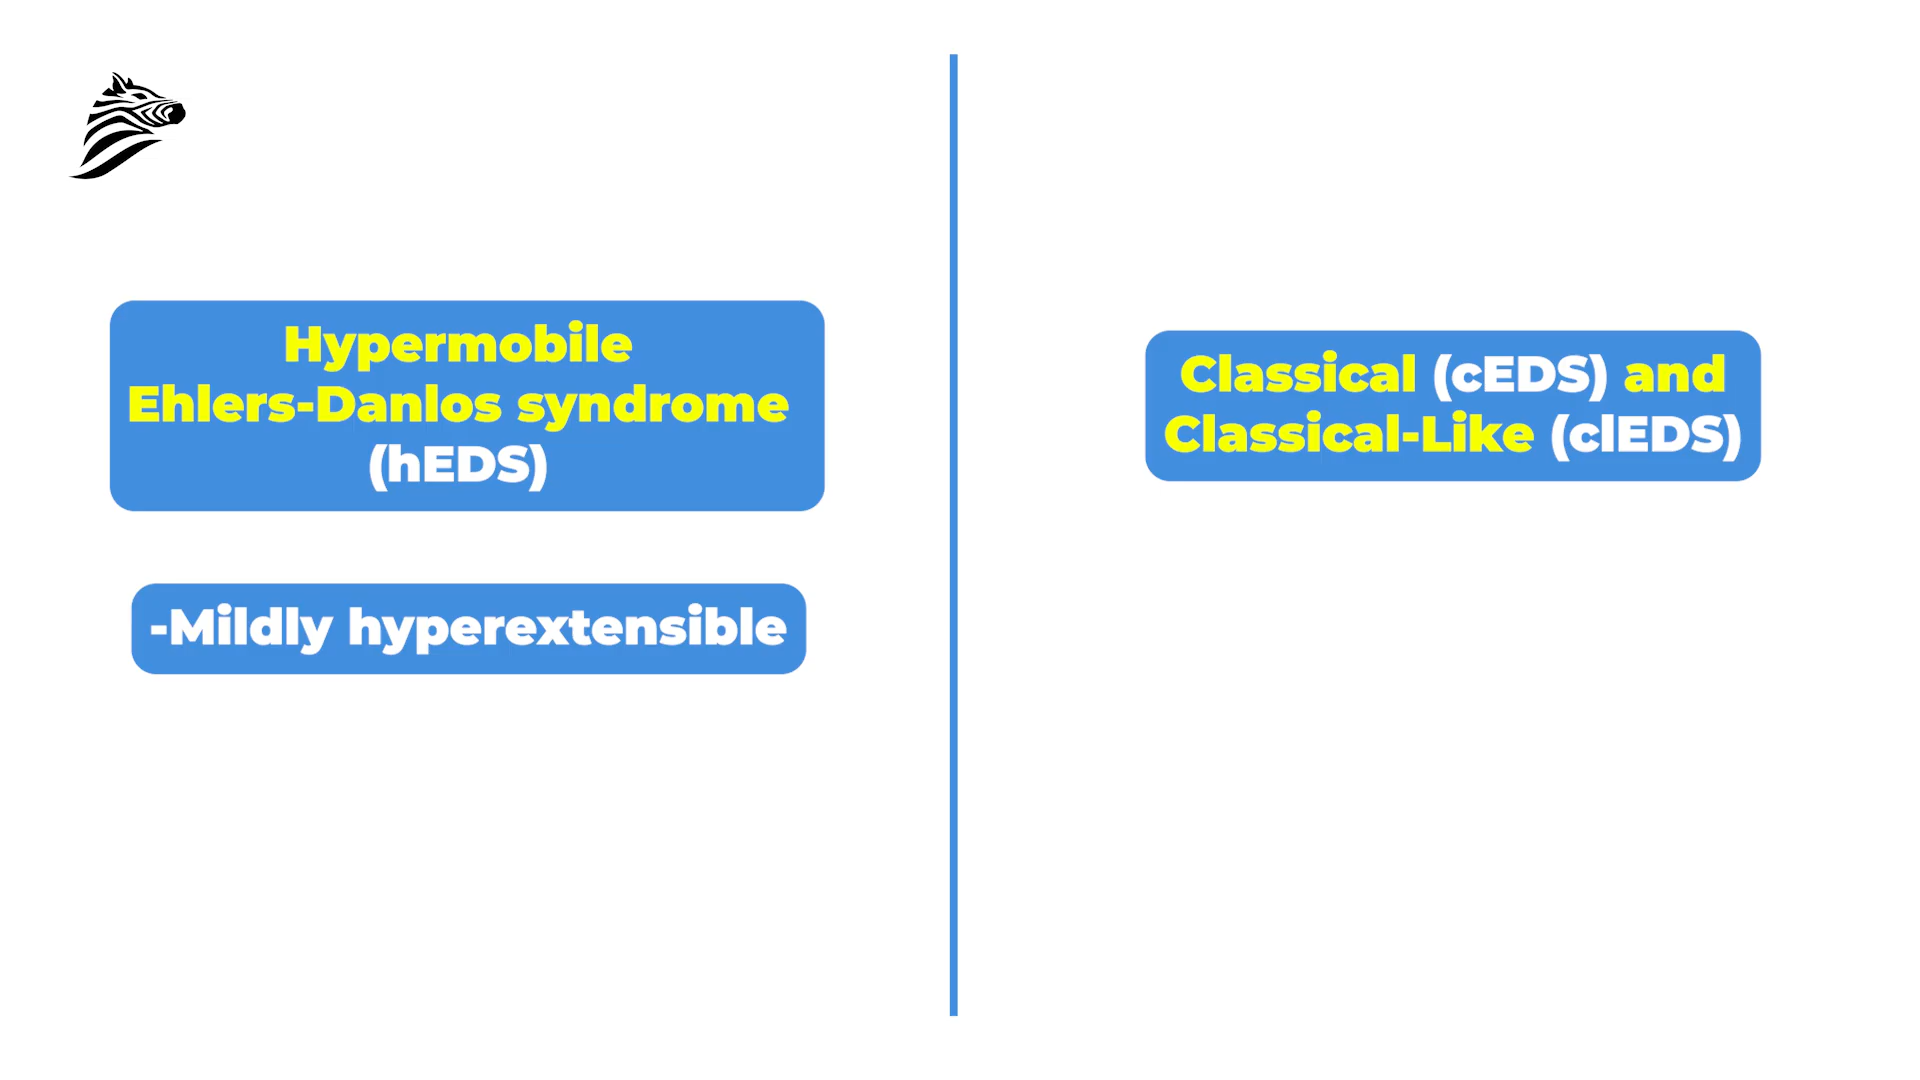 Hypermobile
Ehlers-Danlos syndrome
(hEDS)
-Mildly hyperextensible
Classical (cEDS) and
Classical-Like (clEDS)